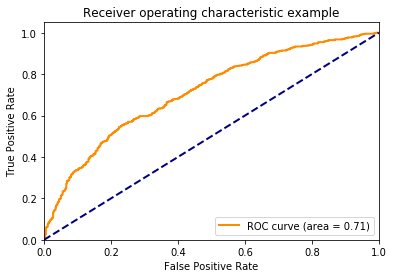 Receiver operating characteristic example
1.0
0.8
0.6
0.4
0.2
0.0
True Positive Rate
ROC curve (area = 0.71)
0.0 0.2 0.4 0.6 0.8 1.0
False Positive Rate